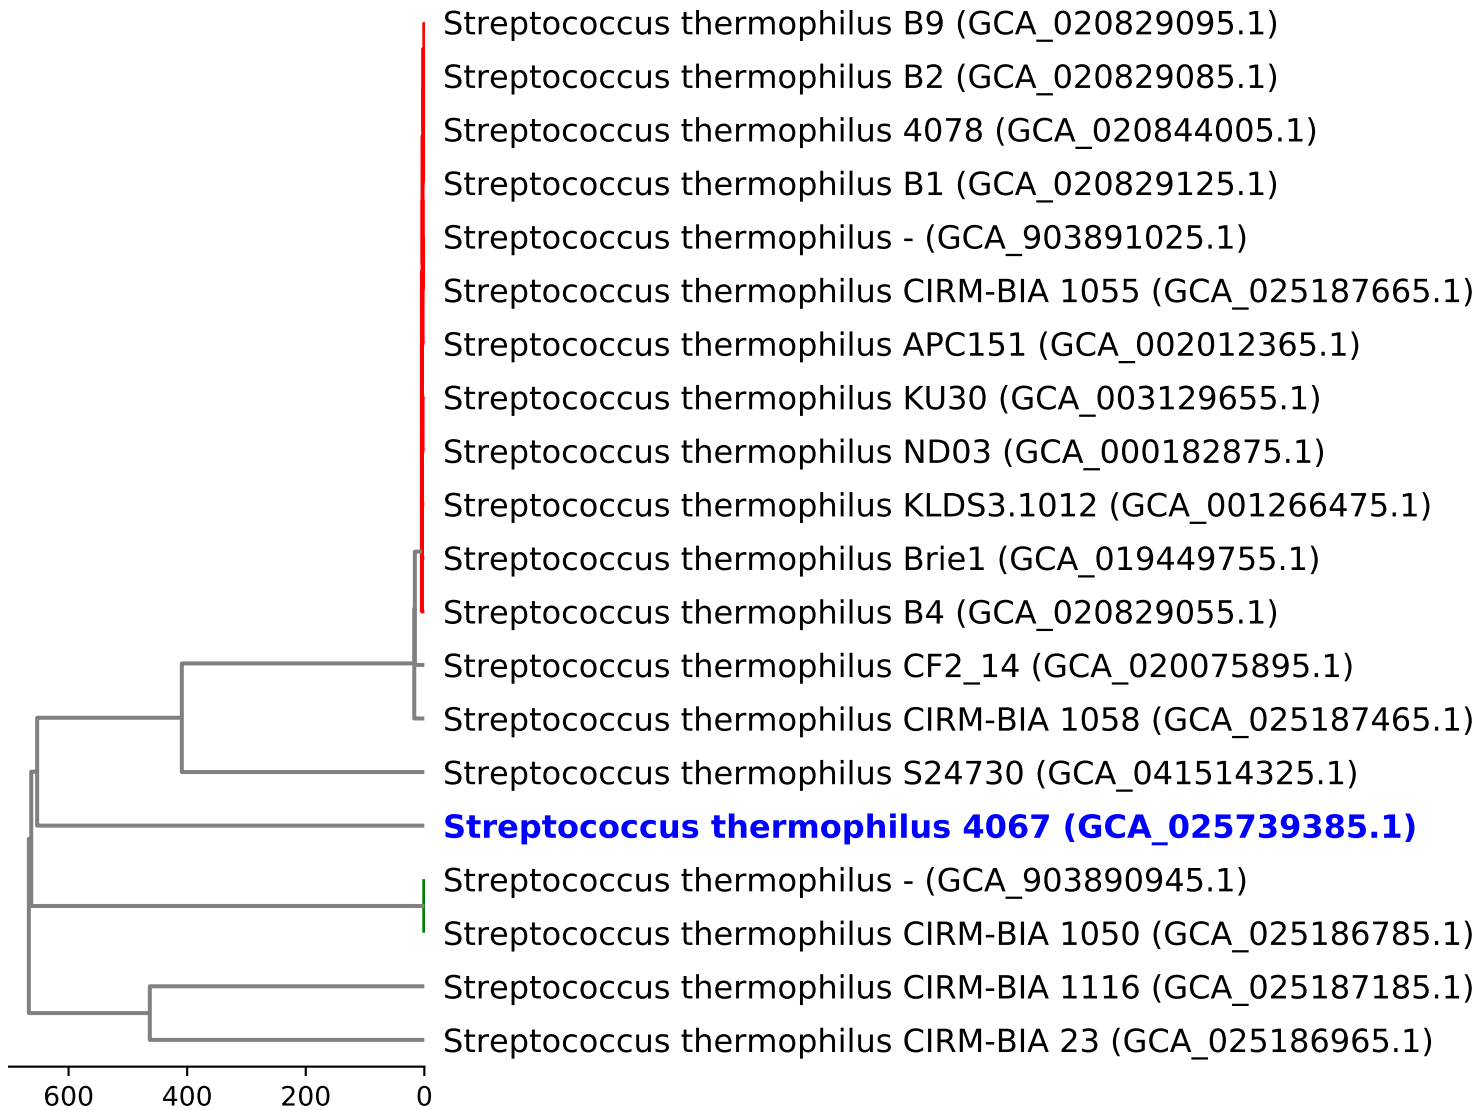 Streptococcus thermophilus B9 (GCA_020829095.1)
Streptococcus thermophilus B2 (GCA_020829085.1)
Streptococcus thermophilus 4078 (GCA_020844005.1)
Streptococcus thermophilus B1 (GCA_020829125.1)
Streptococcus thermophilus - (GCA_903891025.1)
Streptococcus thermophilus CIRM-BIA 1055 (GCA_025187665.1)
Streptococcus thermophilus APC151 (GCA_002012365.1)
Streptococcus thermophilus KU30 (GCA_003129655.1)
Streptococcus thermophilus ND03 (GCA_000182875.1)
Streptococcus thermophilus KLDS3.1012 (GCA_001266475.1)
Streptococcus thermophilus Brie1 (GCA_019449755.1)
Streptococcus thermophilus B4 (GCA_020829055.1)
Streptococcus thermophilus CF2_14 (GCA_020075895.1)
Streptococcus thermophilus CIRM-BIA 1058 (GCA_025187465.1)
Streptococcus thermophilus S24730 (GCA_041514325.1)
Streptococcus thermophilus 4067 (GCA_025739385.1)
Streptococcus thermophilus - (GCA_903890945.1)
Streptococcus thermophilus CIRM-BIA 1050 (GCA_025186785.1)
Streptococcus thermophilus CIRM-BIA 1116 (GCA_025187185.1)
Streptococcus thermophilus CIRM-BIA 23 (GCA_025186965.1)
600 400 200 0